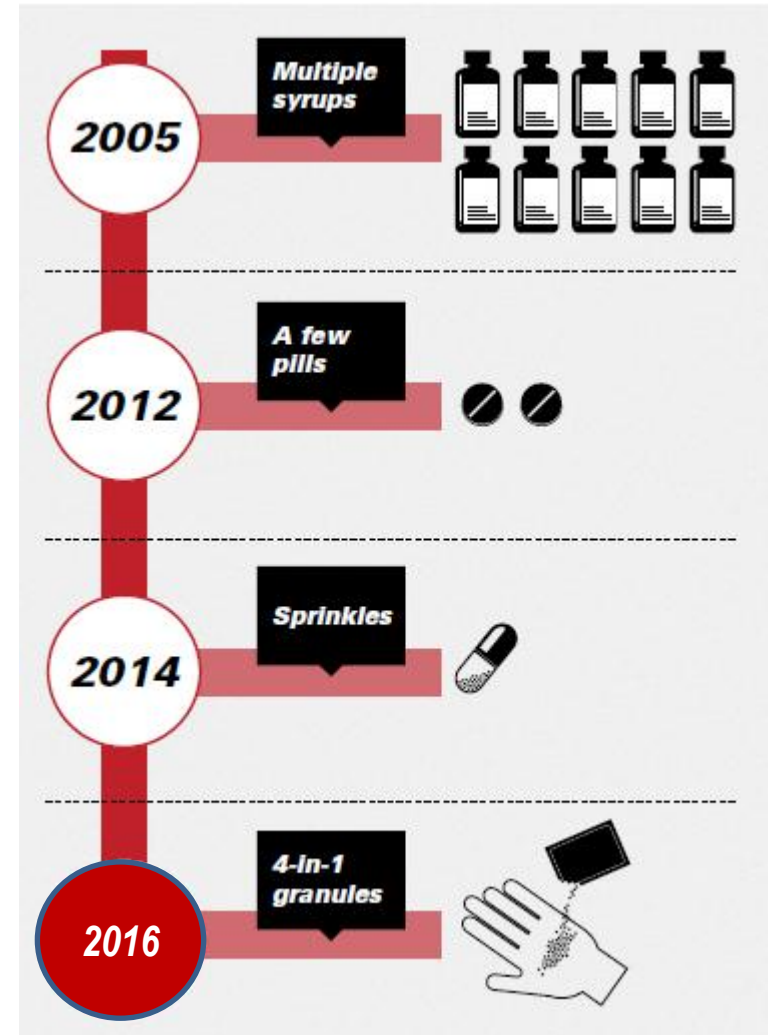 2005
Multiple
syrups
2012
A few
pills
2014
Sprinkles
2016
4-in-1
granules